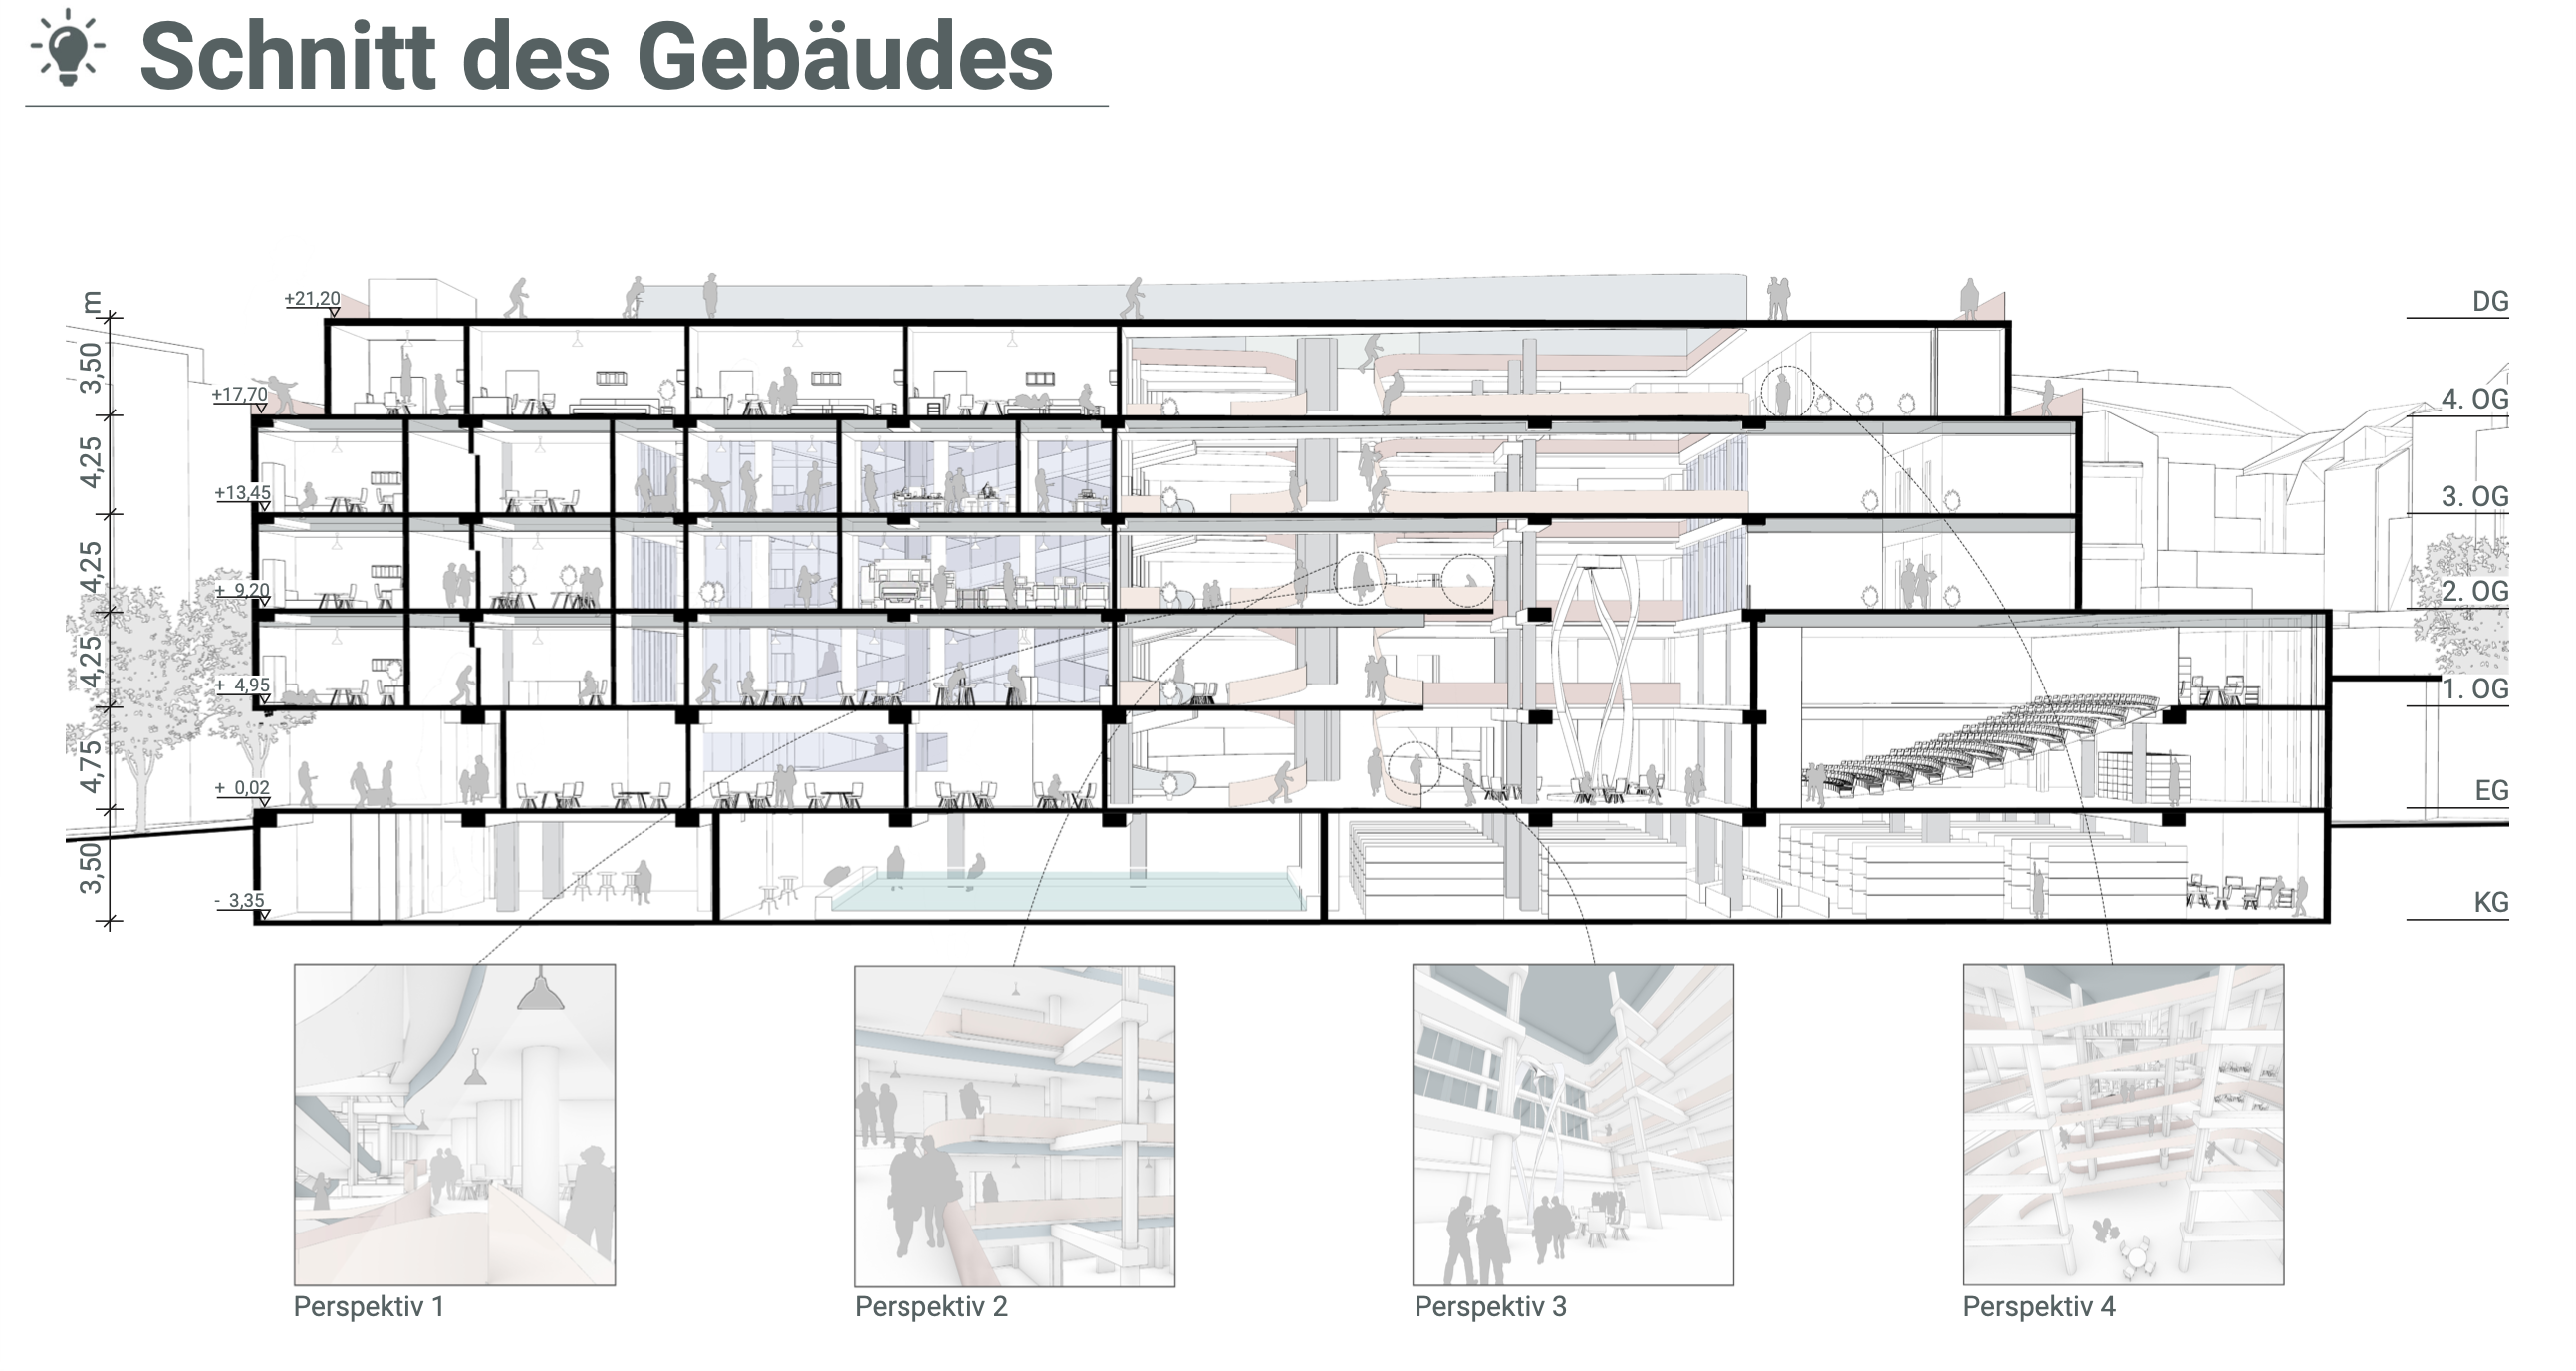 Schnitt des Gebäudes
m
+21,20
DG
3,50
+17,70
4. OG
4,25
+13,45
3. OG
4,25
+ 9,20
2. OG
4,25
+ 4,95
1. OG
4,75
+ 0,02
EG
3,50
- 3,35
KG
Perspektiv 1
Perspektiv 2
Perspektiv 3
Perspektiv 4